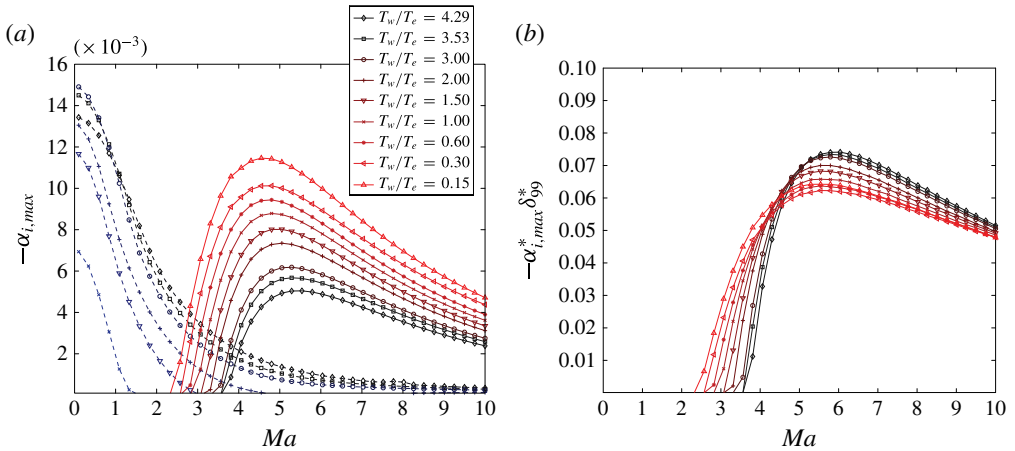 (a)
(× 10⁻³)
16
14
12
10
8
6
4
2
0
1
2
3
4
5
6
7
8
9
10
Ma
−α_{i,max}
T_w/T_e = 4.29
T_w/T_e = 3.53
T_w/T_e = 3.00
T_w/T_e = 2.00
T_w/T_e = 1.50
T_w/T_e = 1.00
T_w/T_e = 0.60
T_w/T_e = 0.30
T_w/T_e = 0.15
(b)
0.10
0.09
0.08
0.07
0.06
0.05
0.04
0.03
0.02
0.01
0
1
2
3
4
5
6
7
8
9
10
Ma
−α*_{i,max}δ*_{99}